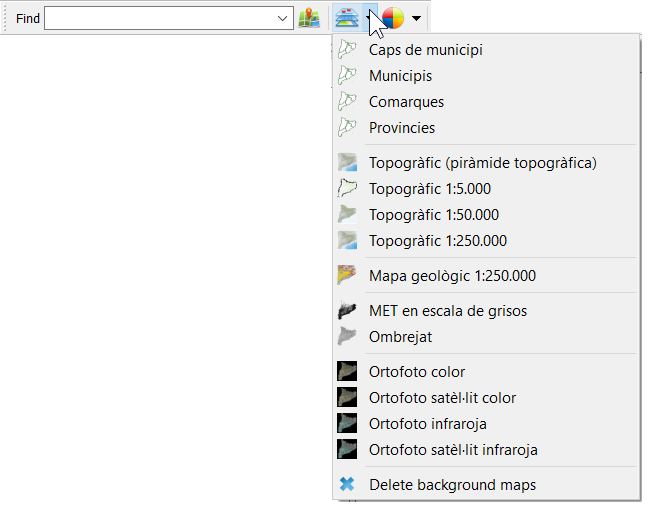 Find
Caps de municipi
Municipis
Comarques
Provincies
Topogràfic (piràmide topogràfica)
Topogràfic 1:5.000
Topogràfic 1:50.000
Topogràfic 1:250.000
Mapa geològic 1:250.000
MET en escala de grisos
Ombrejat
Ortofoto color
Ortofoto satèl·lit color
Ortofoto infraroja
Ortofoto satèl·lit infraroja
Delete background maps